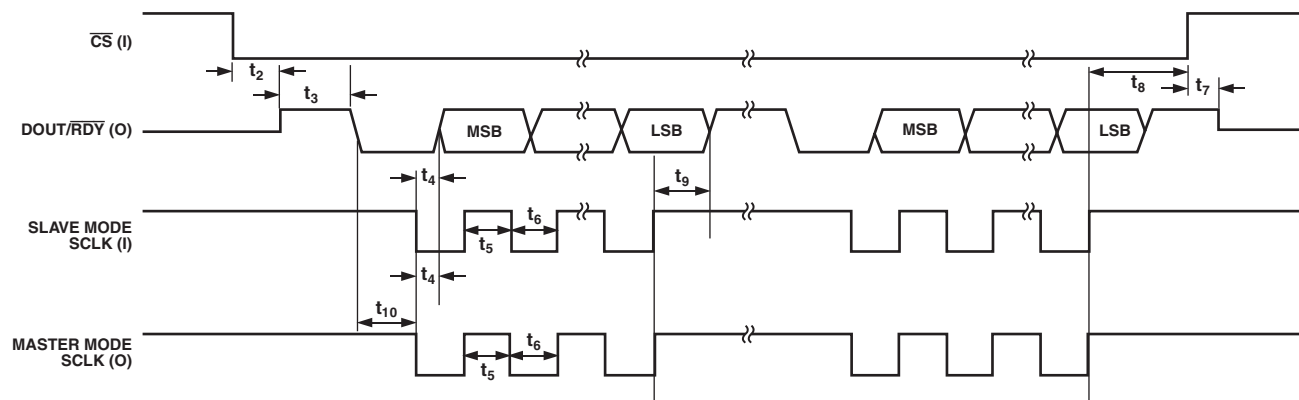 CS (I)
t2
t3
t8
t7
DOUT/RDY (O)
MSB
LSB
MSB
LSB
t4
t9
SLAVE MODE
SCLK (I)
t5
t6
t4
t10
MASTER MODE
SCLK (O)
t5
t6